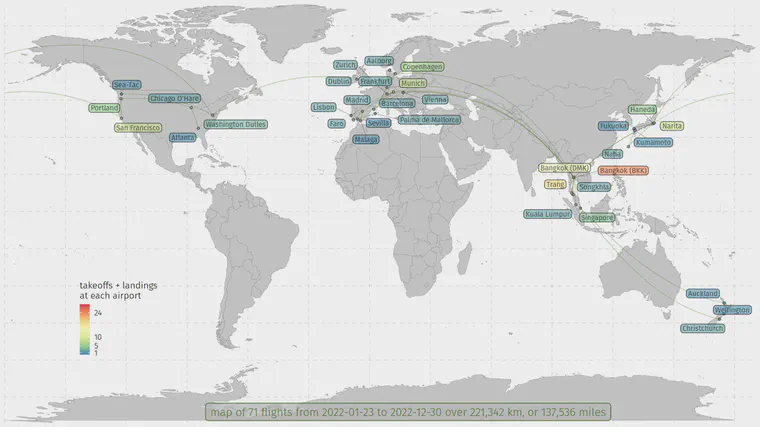 Zurich
Aalborg
Copenhagen
Dublin
Frankfurt
Munich
Sea-Tac
Chicago O'Hare
Madrid
Vienna
Lisbon
Barcelona
Portland
Haneda
San Francisco
Washington Dulles
Faro
Sevilla
Palma de Mallorca
Fukuoka
Narita
Atlanta
Malaga
Kumamoto
Naha
Bangkok (DMK)
Bangkok (BKK)
Trang
Songkhla
Kuala Lumpur
Singapore
takeoffs + landings
at each airport
24
10
5
1
Auckland
Wellington
Christchurch
map of 71 flights from 2022-01-23 to 2022-12-30 over 221,342 km, or 137,536 miles